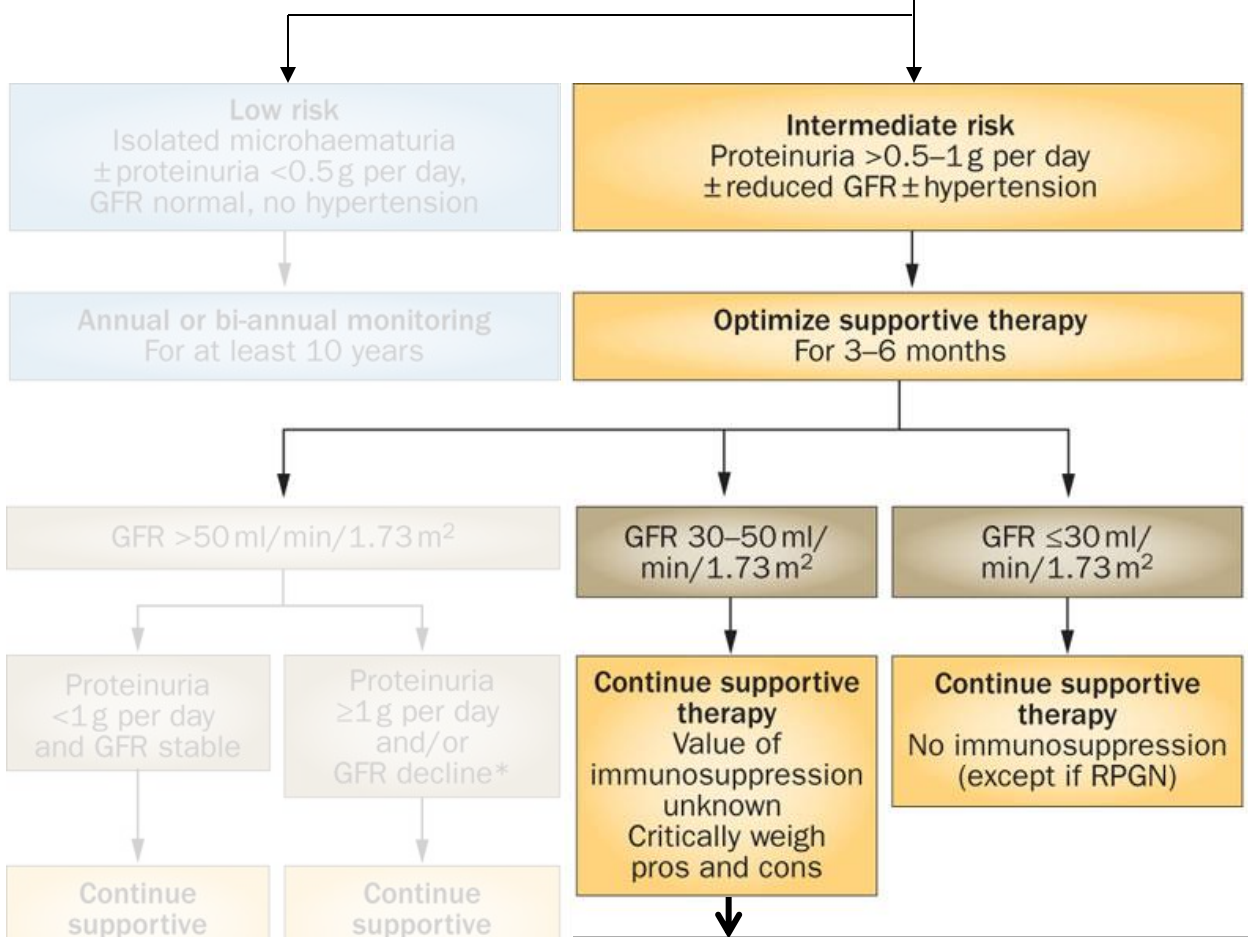 Low risk
Isolated microhaematuria
± proteinuria <0.5 g per day,
GFR normal, no hypertension
Intermediate risk
Proteinuria >0.5–1 g per day
± reduced GFR ± hypertension
Annual or bi-annual monitoring
For at least 10 years
Optimize supportive therapy
For 3–6 months
GFR >50 ml/min/1.73 m²
GFR 30–50 ml/
min/1.73 m²
GFR ≤30 ml/
min/1.73 m²
Proteinuria
<1 g per day
and GFR stable
Proteinuria
≥1 g per day
and/or
GFR decline*
Continue supportive
therapy
Value of
immunosuppression
unknown
Critically weigh
pros and cons
Continue supportive
therapy
No immunosuppression
(except if RPGN)
Continue
supportive
Continue
supportive